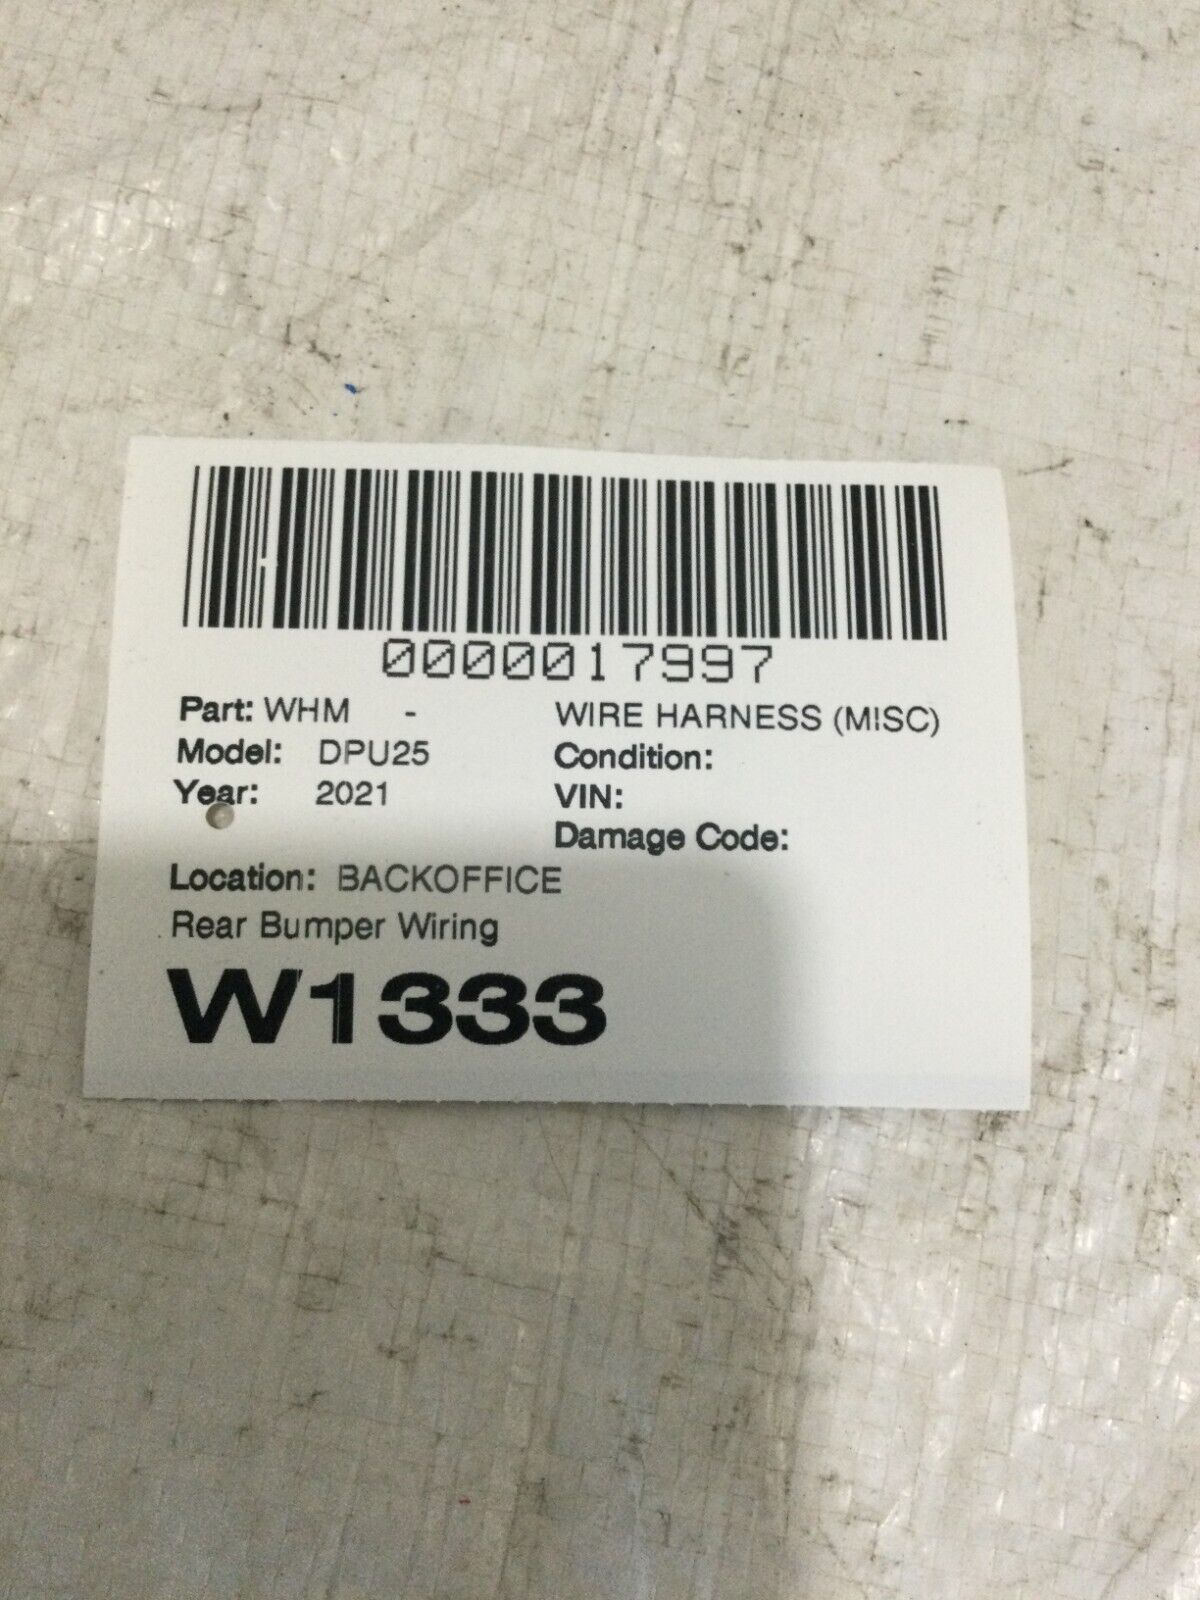 0000017997
Part: WHM - WIRE HARNESS (MISC)
Model: DPU25 Condition:
Year: 2021 VIN:
Damage Code:
Location: BACKOFFICE
Rear Bumper Wiring
W1333